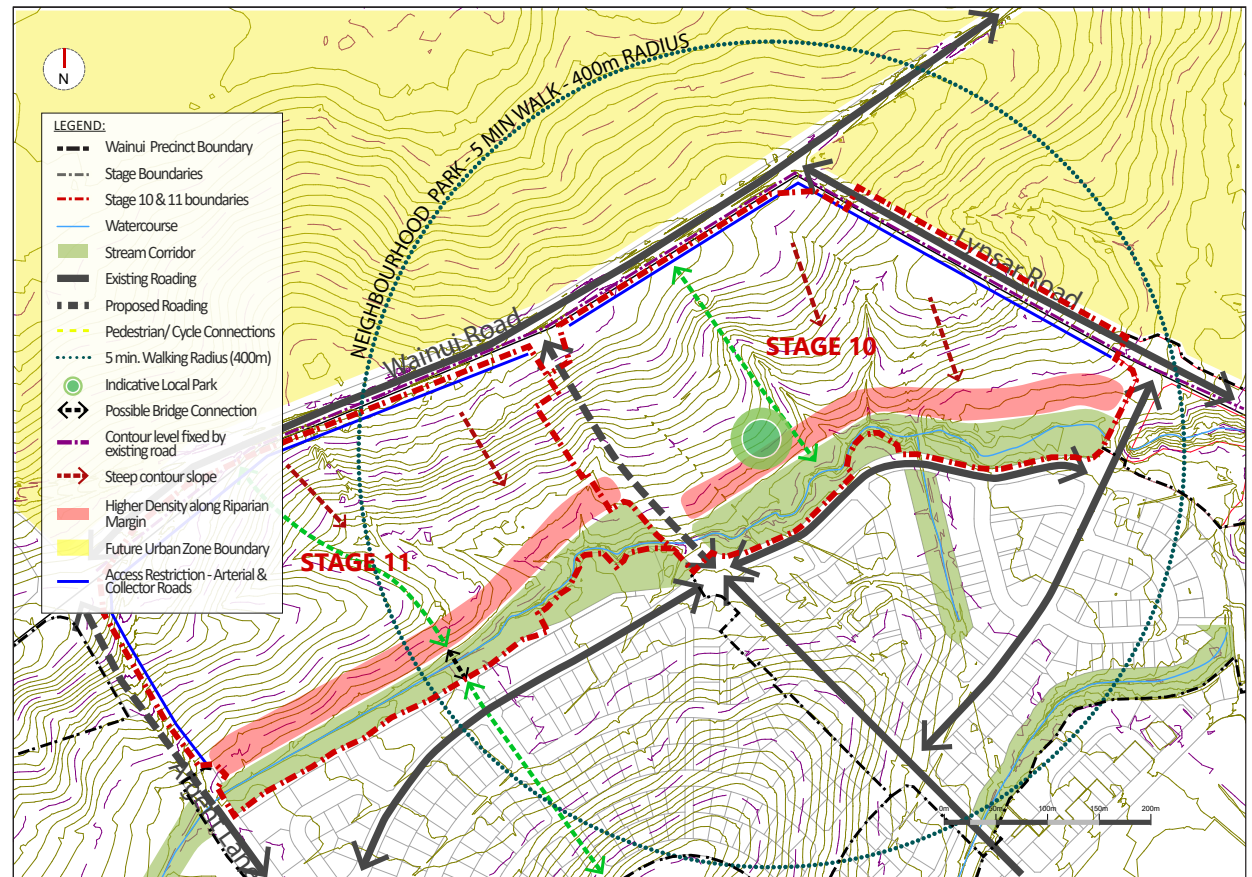 NEIGHBOURHOOD PARK - 5 MIN WALK - 400m RADIUS
N
LEGEND:
Wainui Precinct Boundary
Stage Boundaries
Stage 10 & 11 boundaries
Watercourse
Stream Corridor
Existing Roading
Proposed Roading
Pedestrian/ Cycle Connections
5 min. Walking Radius (400m)
Indicative Local Park
Possible Bridge Connection
Contour level fixed by
existing road
Steep contour slope
Higher Density along Riparian
Margin
Future Urban Zone Boundary
Access Restriction - Arterial &
Collector Roads
Wainui Road
Lynsar Road
STAGE 10
STAGE 11
Lane
0m
50m
100m
150m
200m